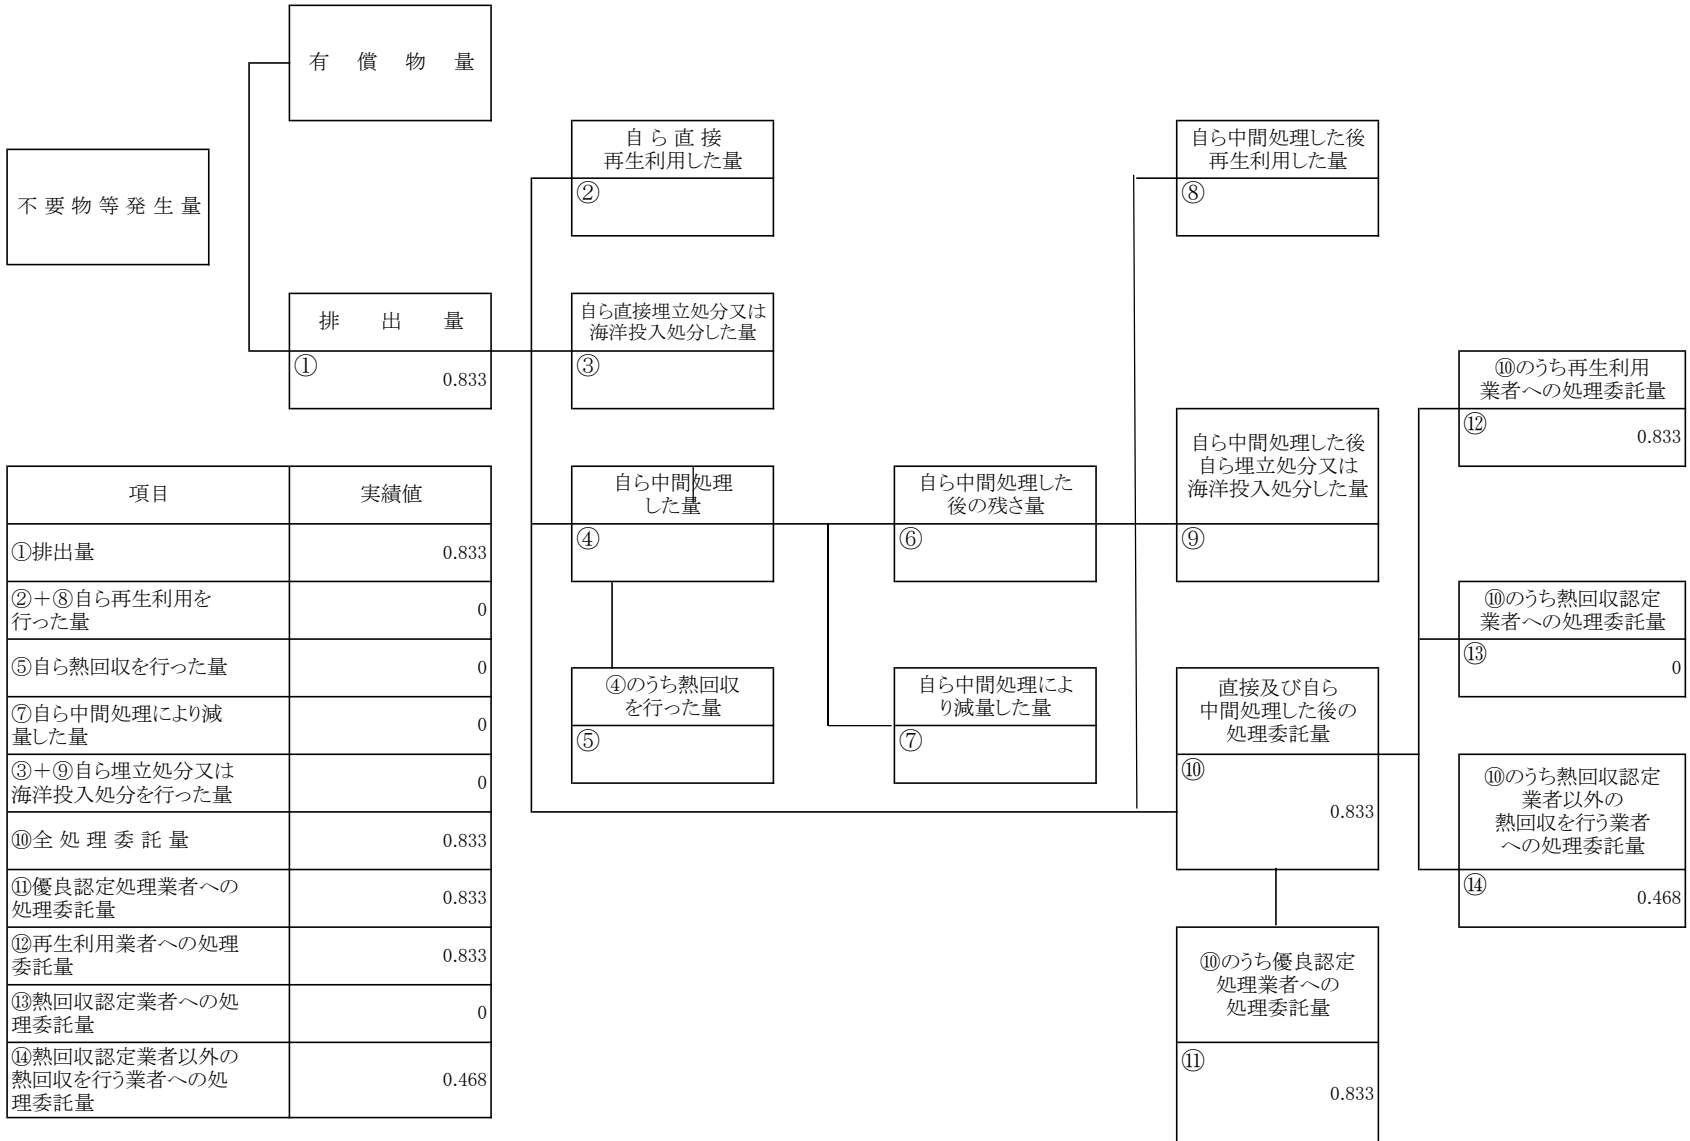 有償物量
不要物等発生量
排出量
①
0.833
自ら直接
再生利用した量
②
自ら直接埋立処分又は
海洋投入処分した量
③
自ら中間処理
した量
④
④のうち熱回収
を行った量
⑤
自ら中間処理した
後の残さ量
⑥
自ら中間処理によ
り減量した量
⑦
自ら中間処理した後
再生利用した量
⑧
自ら中間処理した後
自ら埋立処分又は
海洋投入処分した量
⑨
直接及び自ら
中間処理した後の
処理委託量
⑩
0.833
⑩のうち優良認定
処理業者への
処理委託量
⑪
0.833
⑩のうち再生利用
業者への処理委託量
⑫
0.833
⑩のうち熱回収認定
業者への処理委託量
⑬
0
⑩のうち熱回収認定
業者以外の
熱回収を行う業者
への処理委託量
⑭
0.468
項目 実績値
①排出量 0.833
②＋⑧自ら再生利用を
行った量 0
⑤自ら熱回収を行った量 0
⑦自ら中間処理により減
量した量 0
③＋⑨自ら埋立処分又は
海洋投入処分を行った量 0
⑩全処理委託量 0.833
⑪優良認定処理業者への
処理委託量 0.833
⑫再生利用業者への処理
委託量 0.833
⑬熱回収認定業者への処
理委託量 0
⑭熱回収認定業者以外の
熱回収を行う業者への処
理委託量 0.468